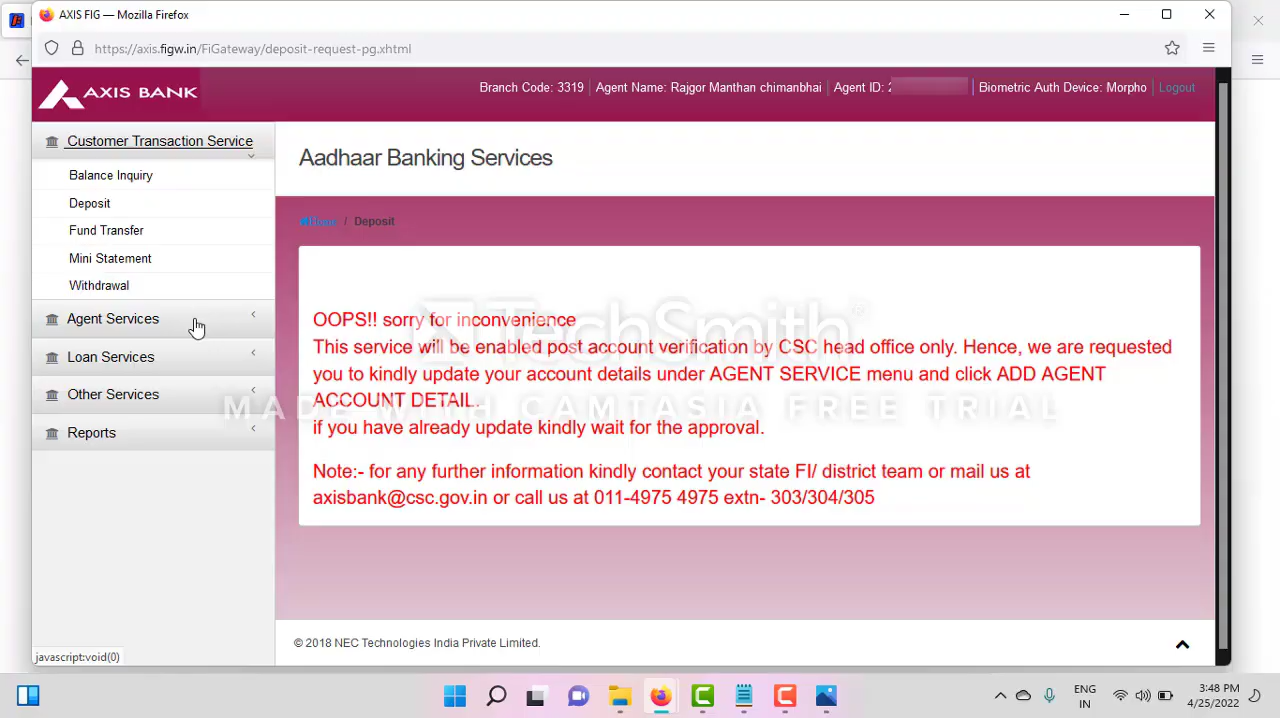 AXIS FIG — Mozilla Firefox
https://axis.figw.in/FiGateway/deposit-request-pg.xhtml
AXIS BANK
Branch Code: 3319 Agent Name: Rajgor Manthan chimanbhai Agent ID: Biometric Auth Device: Morpho Logout
Customer Transaction Service
Balance Inquiry
Deposit
Fund Transfer
Mini Statement
Withdrawal
Agent Services
Loan Services
Other Services
Reports
Aadhaar Banking Services
Home / Deposit
OOPS!! sorry for inconvenience
This service will be enabled post account verification by CSC head office only. Hence, we are requested
you to kindly update your account details under AGENT SERVICE menu and click ADD AGENT
ACCOUNT DETAIL.
if you have already update kindly wait for the approval.
Note:- for any further information kindly contact your state FI/ district team or mail us at
axisbank@csc.gov.in or call us at 011-4975 4975 extn- 303/304/305
TechSmith®
MADE WITH CAMTASIA FREE TRIAL
© 2018 NEC Technologies India Private Limited.
javascript:void(0)
ENG
IN
3:48 PM
4/25/2022